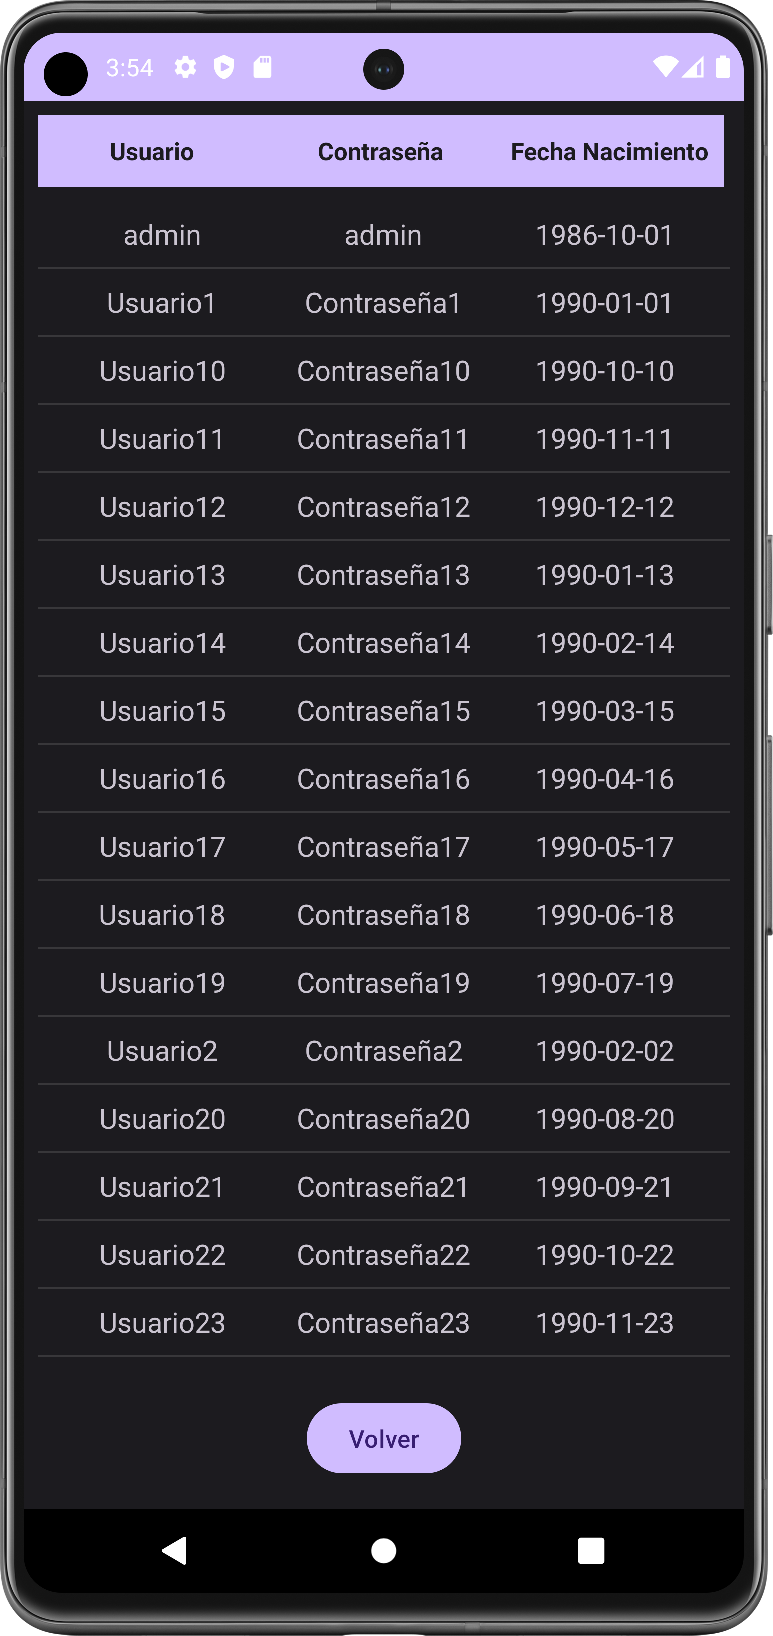 3:54
Usuario Contraseña Fecha Nacimiento
admin admin 1986-10-01
Usuario1 Contraseña1 1990-01-01
Usuario10 Contraseña10 1990-10-10
Usuario11 Contraseña11 1990-11-11
Usuario12 Contraseña12 1990-12-12
Usuario13 Contraseña13 1990-01-13
Usuario14 Contraseña14 1990-02-14
Usuario15 Contraseña15 1990-03-15
Usuario16 Contraseña16 1990-04-16
Usuario17 Contraseña17 1990-05-17
Usuario18 Contraseña18 1990-06-18
Usuario19 Contraseña19 1990-07-19
Usuario2 Contraseña2 1990-02-02
Usuario20 Contraseña20 1990-08-20
Usuario21 Contraseña21 1990-09-21
Usuario22 Contraseña22 1990-10-22
Usuario23 Contraseña23 1990-11-23
Volver